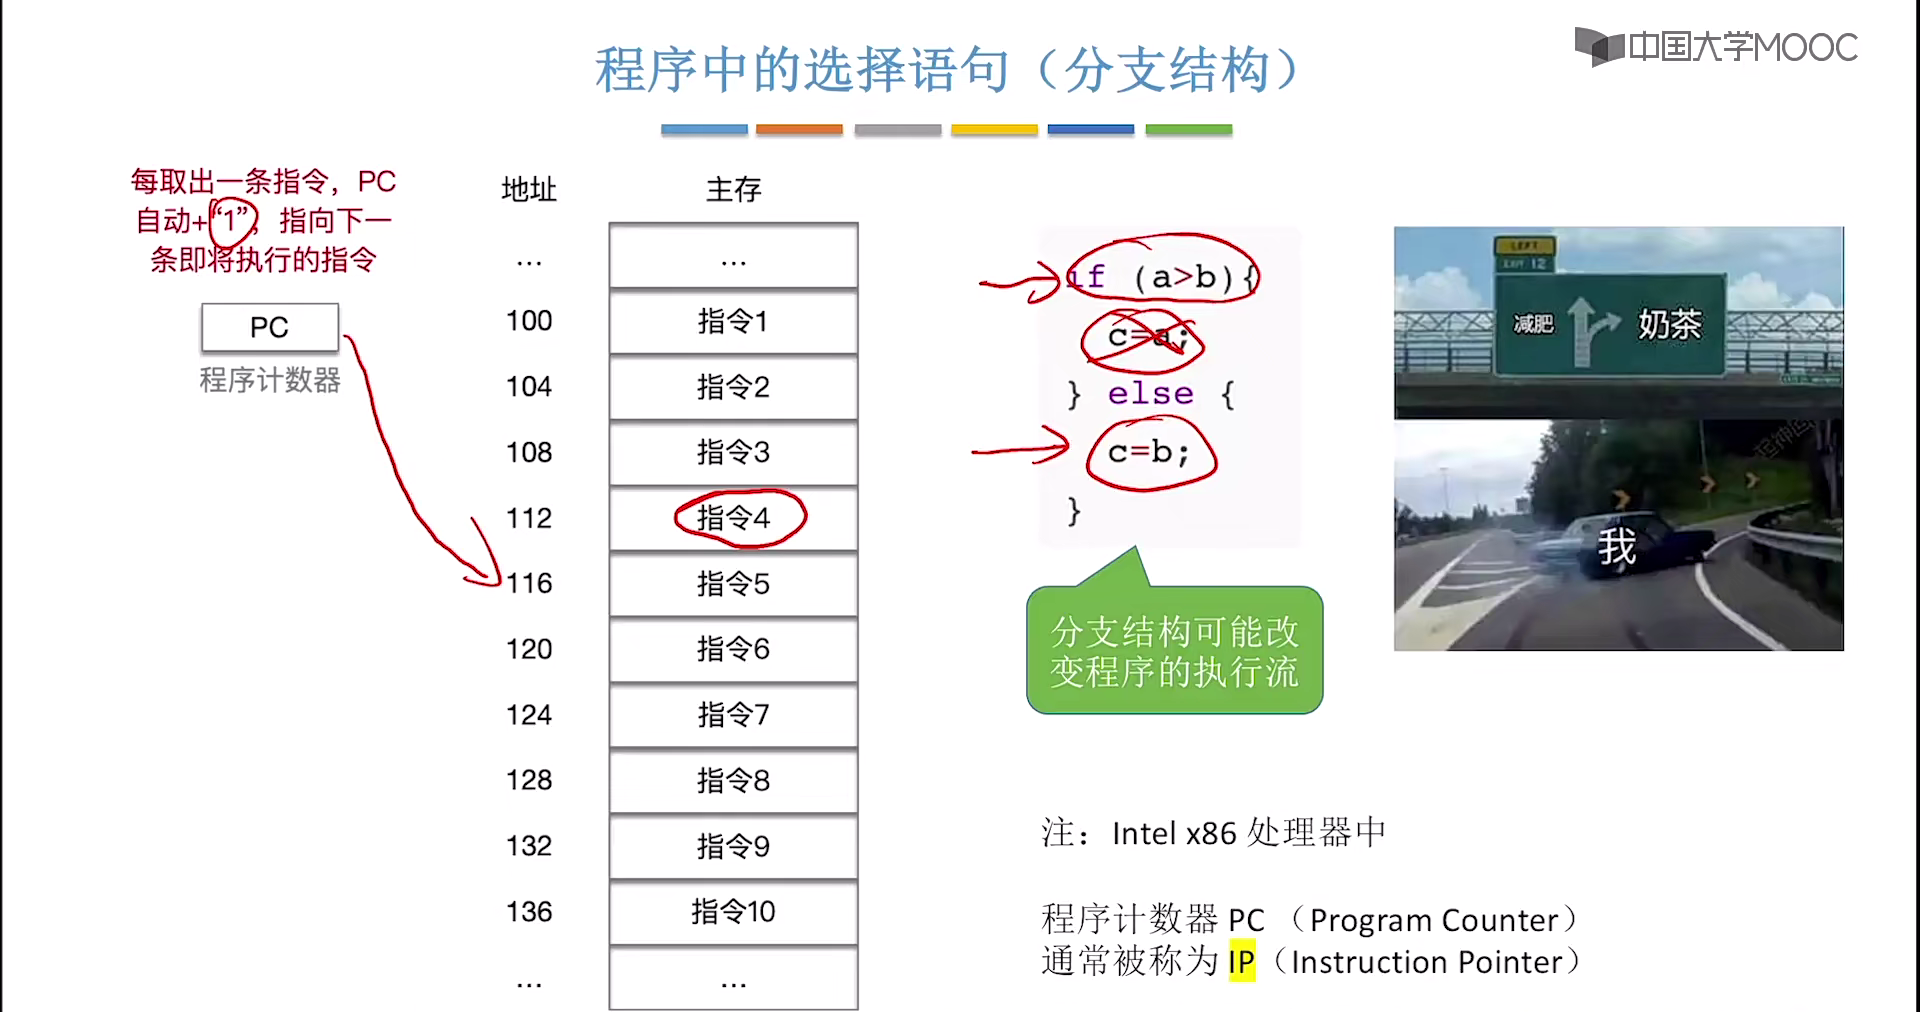 中国大学MOOC
程序中的选择语句（分支结构）
每取出一条指令，PC
自动+“1”，指向下一
条即将执行的指令
PC
程序计数器
地址 主存
... ...
100 指令1
104 指令2
108 指令3
112 指令4
116 指令5
120 指令6
124 指令7
128 指令8
132 指令9
136 指令10
... ...
if (a>b){
c=a;
} else {
c=b;
}
分支结构可能改
变程序的执行流
LEFT
EXIT 12
减肥 奶茶
我
注：Intel x86 处理器中
程序计数器 PC （Program Counter）
通常被称为 IP（Instruction Pointer）